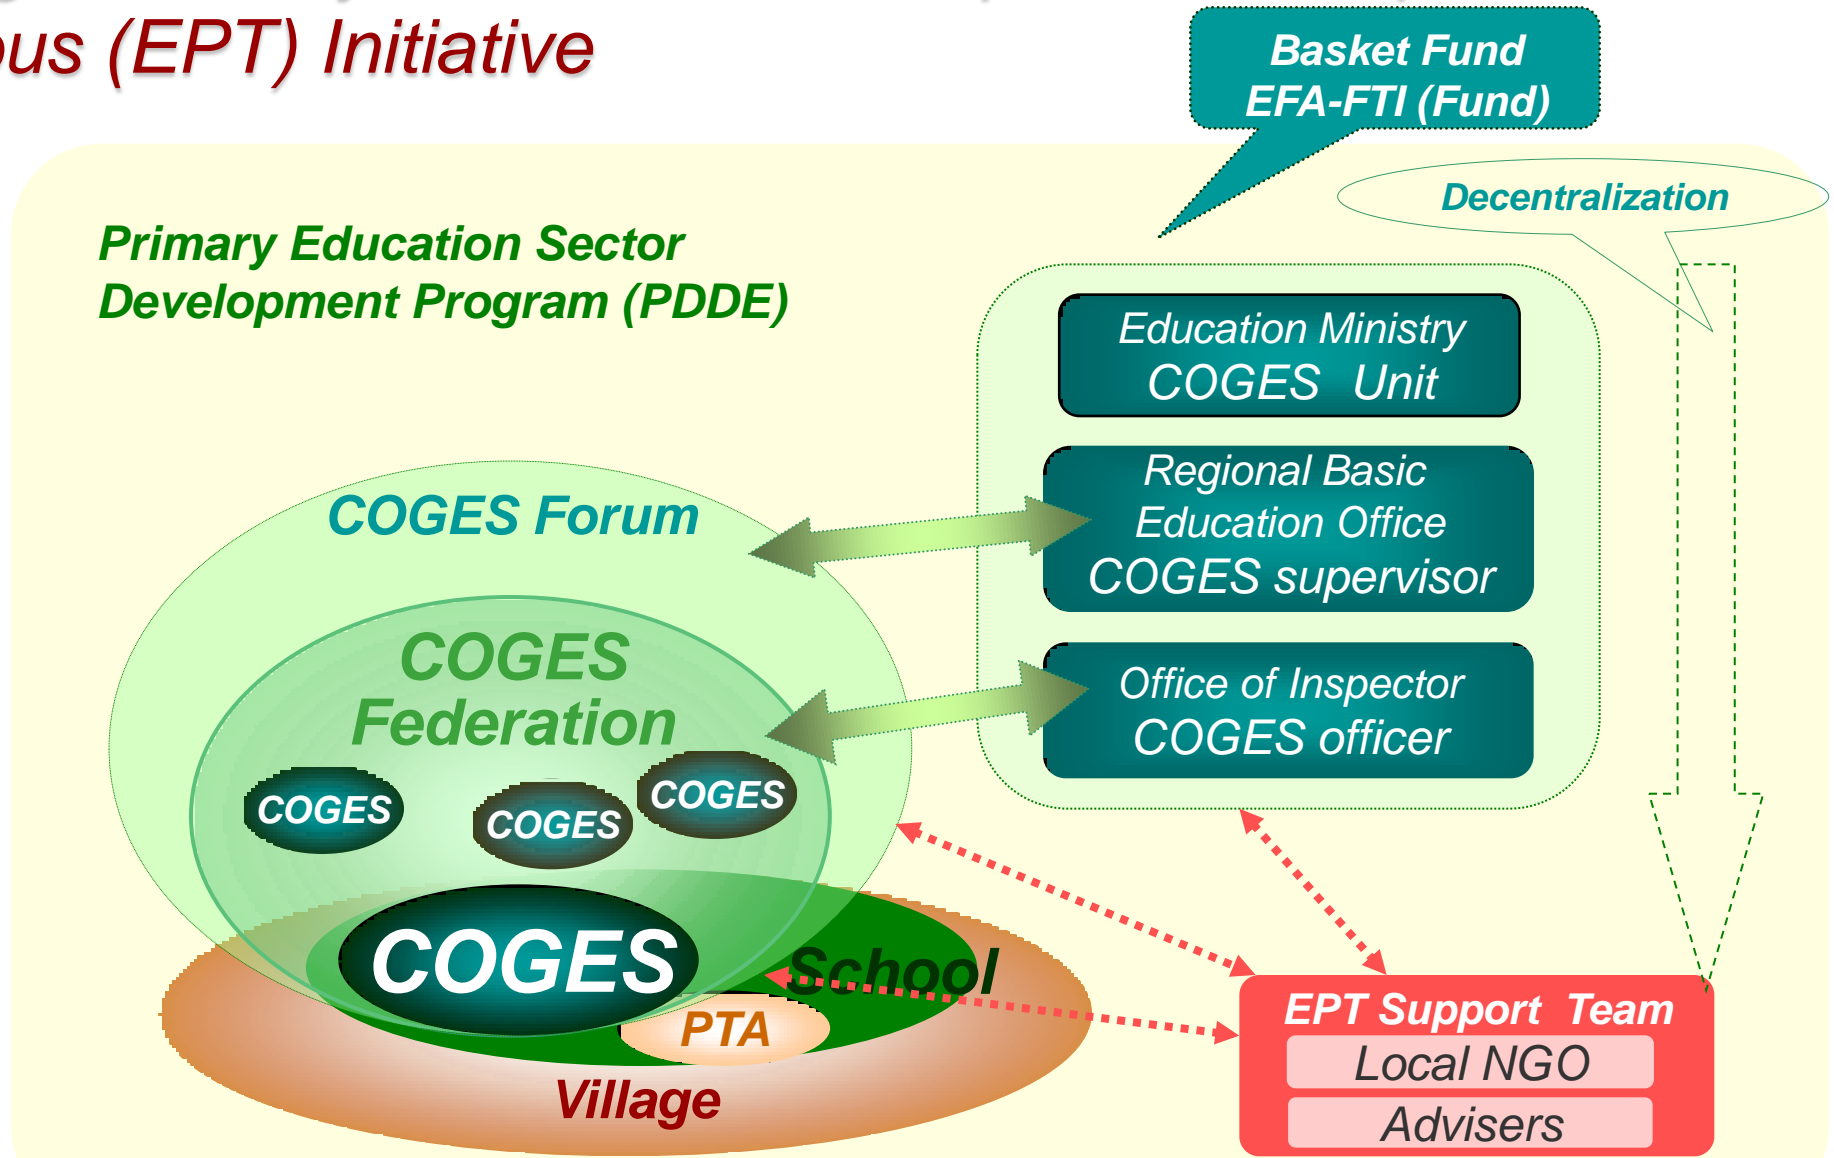 (EPT) Initiative
Basket Fund
EFA-FTI (Fund)
Decentralization
Primary Education Sector
Development Program (PDDE)
Education Ministry
COGES Unit
Regional Basic
Education Office
COGES supervisor
Office of Inspector
COGES officer
COGES Forum
COGES
Federation
COGES
COGES
COGES
COGES
School
PTA
Village
EPT Support Team
Local NGO
Advisers